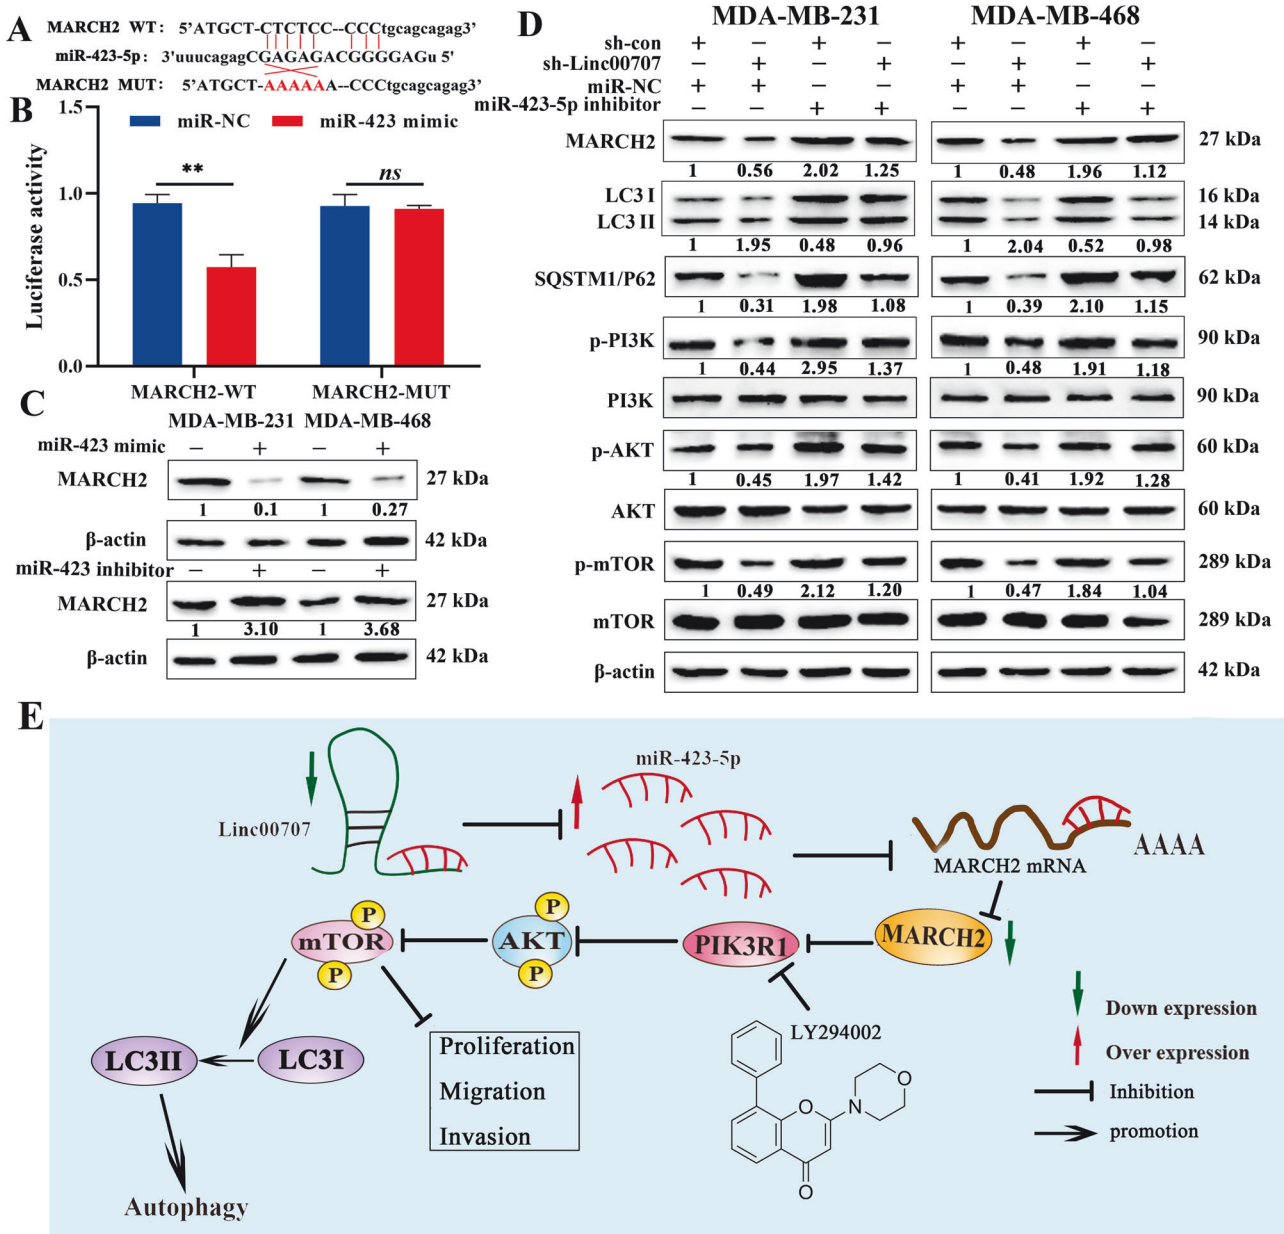 A
MARCH2 WT: 5’ATGCT-CTCTCC--CCCtgcagcagag3’
miR-423-5p: 3'uuucagagCGAGAGACGGGGAGu 5'
MARCH2 MUT: 5’ATGCT-AAAAAA--CCCtgcagcagag3’
B
Luciferase activity
1.5
1.0
0.5
0.0
miR-NC
miR-423 mimic
**
ns
MARCH2-WT
MARCH2-MUT
C
MDA-MB-231 MDA-MB-468
miR-423 mimic – + – +
MARCH2 27 kDa
1 0.1 1 0.27
β-actin 42 kDa
miR-423 inhibitor – + – +
MARCH2 27 kDa
1 3.10 1 3.68
β-actin 42 kDa
D
MDA-MB-231 MDA-MB-468
sh-con + – + – + – + –
sh-Linc00707 – + – + – + – +
miR-NC + + – – + + – –
miR-423-5p inhibitor – – + + – – + +
MARCH2 27 kDa
1 0.56 2.02 1.25 1 0.48 1.96 1.12
LC3 I 16 kDa
LC3 II 14 kDa
1 1.95 0.48 0.96 1 2.04 0.52 0.98
SQSTM1/P62 62 kDa
1 0.31 1.98 1.08 1 0.39 2.10 1.15
p-PI3K 90 kDa
1 0.44 2.95 1.37 1 0.48 1.91 1.18
PI3K 90 kDa
p-AKT 60 kDa
1 0.45 1.97 1.42 1 0.41 1.92 1.28
AKT 60 kDa
p-mTOR 289 kDa
1 0.49 2.12 1.20 1 0.47 1.84 1.04
mTOR 289 kDa
β-actin 42 kDa
E
Linc00707
miR-423-5p
MARCH2 mRNA
AAAA
P
mTOR
P
P
AKT
P
PIK3R1
MARCH2
LY294002
O
N
O
O
LC3II
LC3I
Autophagy
Proliferation
Migration
Invasion
Down expression
Over expression
Inhibition
promotion